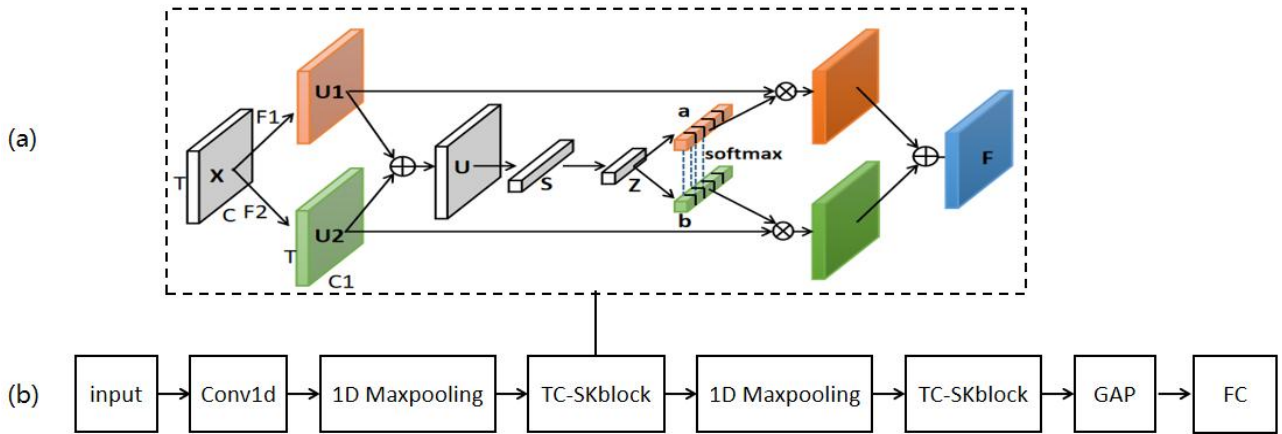 (a)
U1
a
F1
softmax
T
X
U
S
Z
F
C
F2
U2
b
T
C1
(b)
input
Conv1d
1D Maxpooling
TC-SKblock
1D Maxpooling
TC-SKblock
GAP
FC